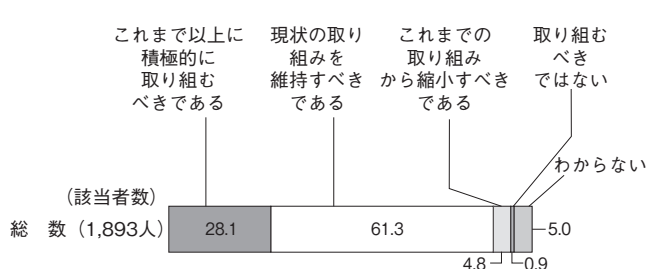 これまで以上に
積極的に
取り組む
べきである
現状の取り
組みを
維持すべき
である
これまでの
取り組み
から縮小すべき
である
取り組む
べき
ではない
わからない
(該当者数)
総 数 (1,893人)
28.1
61.3
5.0
4.8
0.9